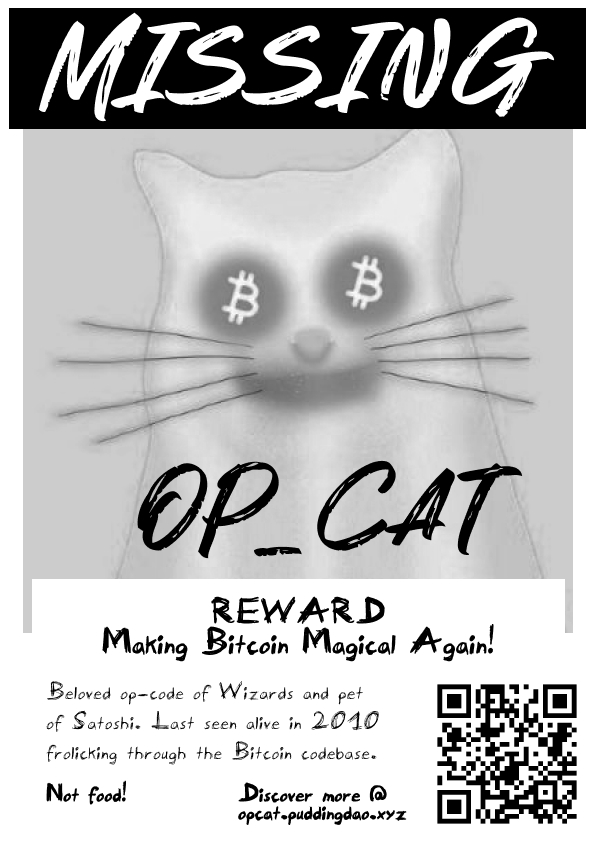 MISSING
OP_CAT
REWARD
Making Bitcoin Magical Again!
Beloved op-code of Wizards and pet
of Satoshi. Last seen alive in 2010
frolicking through the Bitcoin codebase.
Not food!
Discover more @
opcat.puddingdao.xyz